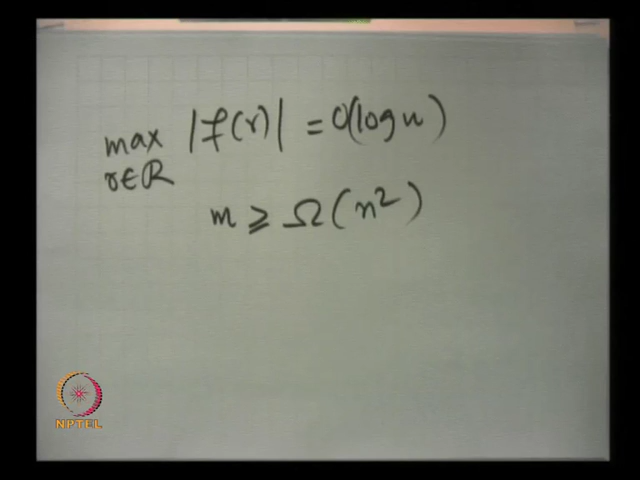 max |f(r)| = O(log n)
r∈R
m ≥ Ω(n²)
NPTEL